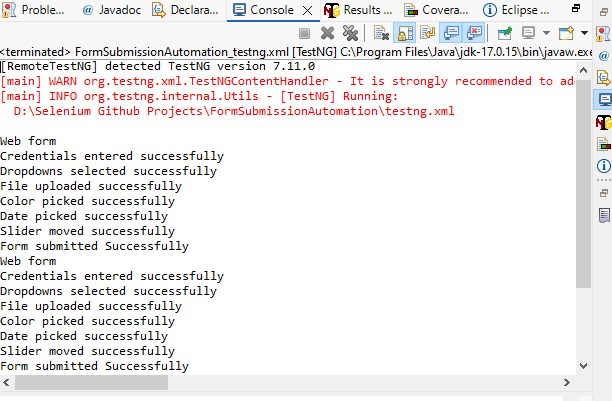 Proble... @ Javadoc Declara... Console Results ... Covera... Eclipse ...
<terminated> FormSubmissionAutomation_testng.xml [TestNG] C:\Program Files\Java\jdk-17.0.15\bin\javaw.exe
[RemoteTestNG] detected TestNG version 7.11.0
[main] WARN org.testng.xml.TestNGContentHandler - It is strongly recommended to add
[main] INFO org.testng.internal.Utils - [TestNG] Running:
D:\Selenium Github Projects\FormSubmissionAutomation\testng.xml
Web form
Credentials entered successfully
Dropdowns selected successfully
File uploaded successfully
Color picked successfully
Date picked successfully
Slider moved successfully
Form submitted Successfully
Web form
Credentials entered successfully
Dropdowns selected successfully
File uploaded successfully
Color picked successfully
Date picked successfully
Slider moved successfully
Form submitted Successfully